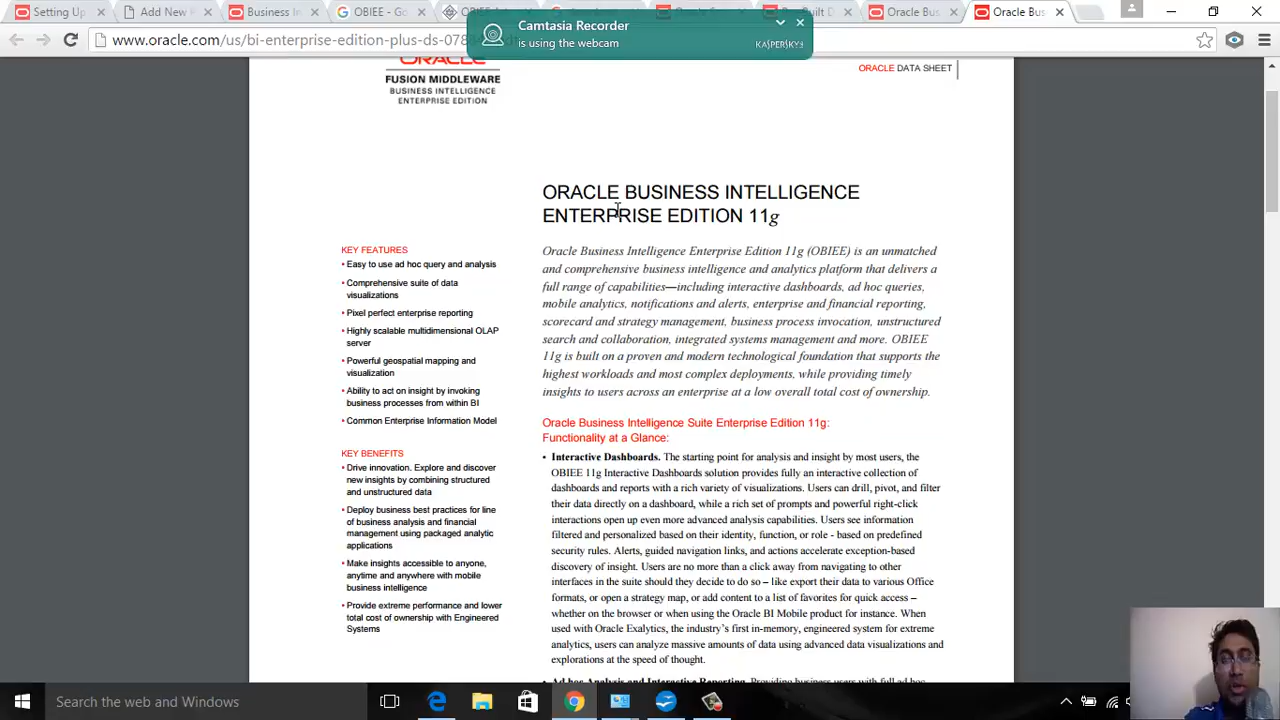 Setting Up
Add New
Business In
OBIEE - Go
Oracle Bus
Oracle Bus
Camtasia Recorder
is using the webcam
KASPERSKY
www.oracle.com/us/bi-enterprise-edition-plus-ds-078
ORACLE
FUSION MIDDLEWARE
BUSINESS INTELLIGENCE
ENTERPRISE EDITION
ORACLE DATA SHEET
ORACLE BUSINESS INTELLIGENCE
ENTERPRISE EDITION 11g
KEY FEATURES
• Easy to use ad hoc query and analysis
• Comprehensive suite of data
visualizations
• Pixel perfect enterprise reporting
• Highly scalable multidimensional OLAP
server
• Powerful geospatial mapping and
visualization
• Ability to act on insight by invoking
business processes from within BI
• Common Enterprise Information Model
KEY BENEFITS
• Drive innovation. Explore and discover
new insights by combining structured
and unstructured data
• Deploy business best practices for line
of business analysis and financial
management using packaged analytic
applications
• Make insights accessible to anyone,
anytime and anywhere with mobile
business intelligence
• Provide extreme performance and lower
total cost of ownership with Engineered
Systems
Oracle Business Intelligence Enterprise Edition 11g (OBIEE) is an unmatched
and comprehensive business intelligence and analytics platform that delivers a
full range of capabilities—including interactive dashboards, ad hoc queries,
mobile analytics, notifications and alerts, enterprise and financial reporting,
scorecard and strategy management, business process invocation, unstructured
search and collaboration, integrated systems management and more. OBIEE
11g is built on a proven and modern technological foundation that supports the
highest workloads and most complex deployments, while providing timely
insights to users across an enterprise at a low overall total cost of ownership.
Oracle Business Intelligence Suite Enterprise Edition 11g:
Functionality at a Glance:
• Interactive Dashboards. The starting point for analysis and insight by most users, the
OBIEE 11g Interactive Dashboards solution provides fully an interactive collection of
dashboards and reports with a rich variety of visualizations. Users can drill, pivot, and filter
their data directly on a dashboard, while a rich set of prompts and powerful right-click
interactions open up even more advanced analysis capabilities. Users see information
filtered and personalized based on their identity, function, or role - based on predefined
security rules. Alerts, guided navigation links, and actions accelerate exception-based
discovery of insight. Users are no more than a click away from navigating to other
interfaces in the suite should they decide to do so – like export their data to various Office
formats, or open a strategy map, or add content to a list of favorites for quick access –
whether on the browser or when using the Oracle BI Mobile product for instance. When
used with Oracle Exalytics, the industry's first in-memory, engineered system for extreme
analytics, users can analyze massive amounts of data using advanced data visualizations and
explorations at the speed of thought.
• Ad hoc Analysis and Interactive Reporting. Providing business users with full ad hoc
Search the web and Windows